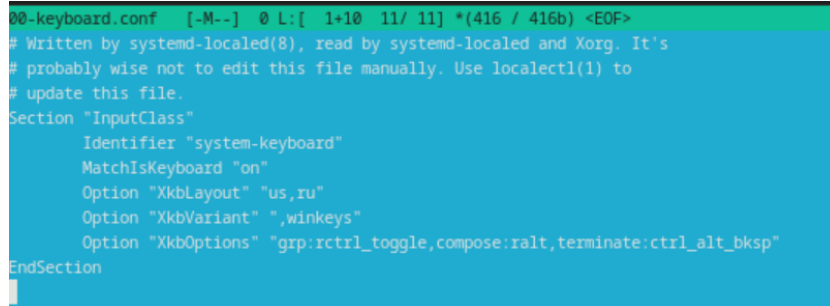 00-keyboard.conf [-M--] 0 L:[ 1+10 11/ 11] *(416 / 416b) <EOF>
# Written by systemd-localed(8), read by systemd-localed and Xorg. It's
# probably wise not to edit this file manually. Use localectl(1) to
# update this file.
Section "InputClass"
        Identifier "system-keyboard"
        MatchIsKeyboard "on"
        Option "XkbLayout" "us,ru"
        Option "XkbVariant" ",winkeys"
        Option "XkbOptions" "grp:rctrl_toggle,compose:ralt,terminate:ctrl_alt_bksp"
EndSection